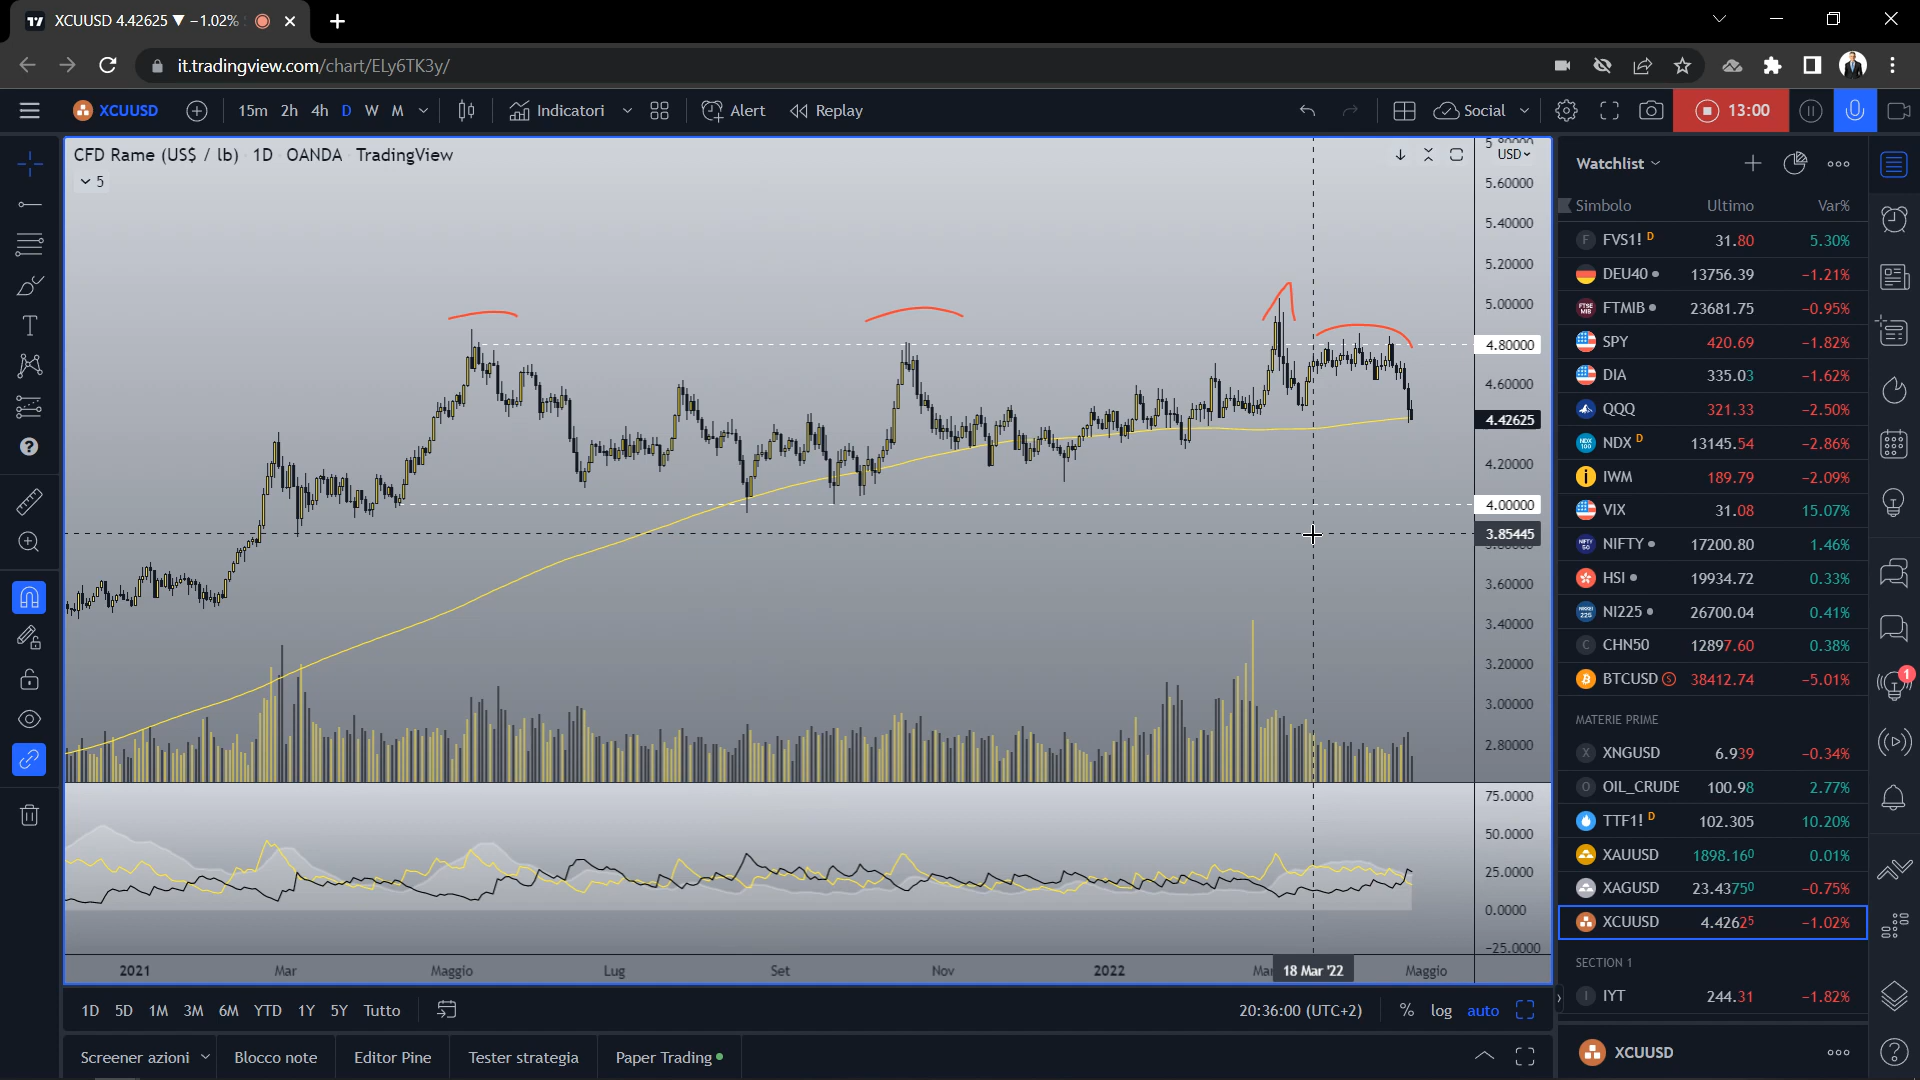 XCUUSD 4.42625 ▼ −1.02%
it.tradingview.com/chart/ELy6TK3y/
XCUUSD 15m 2h 4h D W M Indicatori Alert Replay Social 13:00
CFD Rame (US$ / lb) 1D OANDA TradingView
USD
5
5.60000
5.40000
5.20000
5.00000
4.80000
4.60000
4.42625
4.20000
4.00000
3.85445
3.60000
3.40000
3.20000
3.00000
2.80000
75.0000
50.0000
25.0000
0.0000
−25.0000
2021 Mar Maggio Lug Set Nov 2022 18 Mar '22 Maggio
1D 5D 1M 3M 6M YTD 1Y 5Y Tutto 20:36:00 (UTC+2) % log auto
Screener azioni Blocco note Editor Pine Tester strategia Paper Trading
Watchlist
Simbolo Ultimo Var%
F FVS1! D 31.80 5.30%
DEU40 13756.39 −1.21%
FTMIB 23681.75 −0.95%
SPY 420.69 −1.82%
DIA 335.03 −1.62%
QQQ 321.33 −2.50%
NDX D 13145.54 −2.86%
IWM 189.79 −2.09%
VIX 31.08 15.07%
NIFTY 17200.80 1.46%
HSI 19934.72 0.33%
NI225 26700.04 0.41%
C CHN50 12897.60 0.38%
BTCUSD S 38412.74 −5.01%
MATERIE PRIME
X XNGUSD 6.939 −0.34%
O OIL_CRUDE 100.98 2.77%
TTF1! D 102.305 10.20%
XAUUSD 1898.160 0.01%
XAGUSD 23.43750 −0.75%
XCUUSD 4.42625 −1.02%
SECTION 1
I IYT 244.31 −1.82%
XCUUSD
1